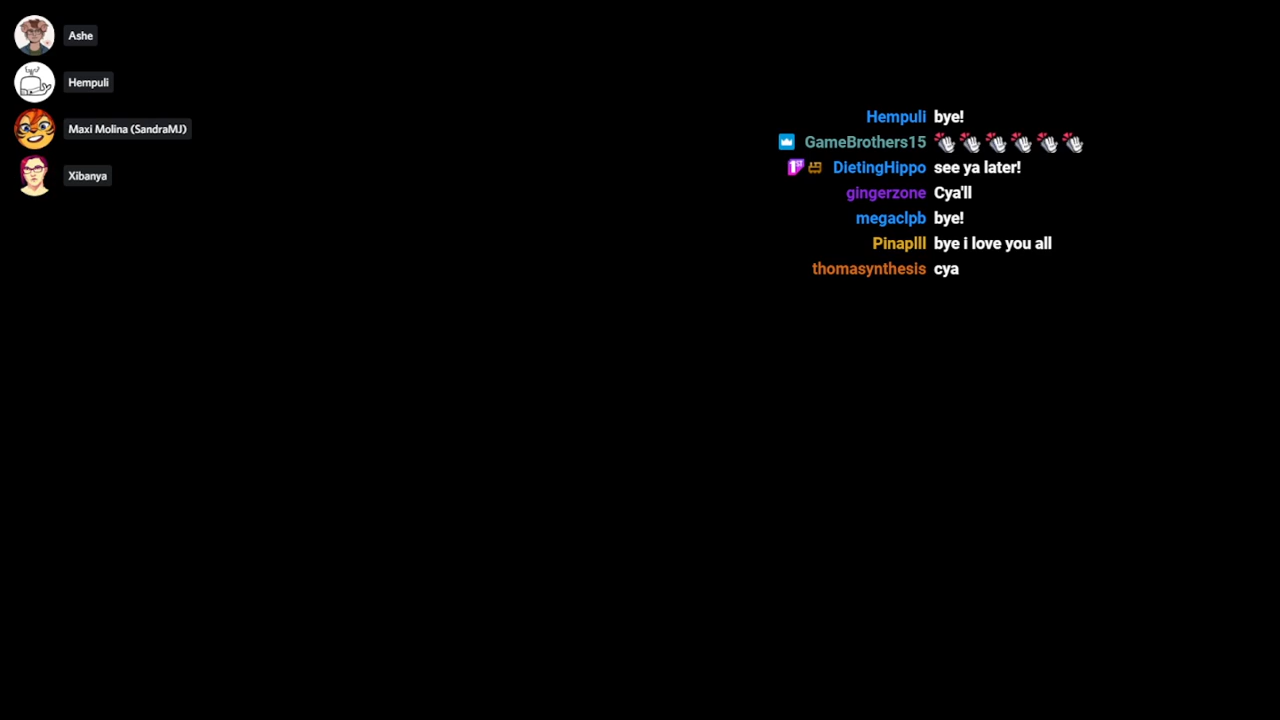 Ashe
Hempuli
Maxi Molina (SandraMJ)
Xibanya
Hempuli bye!
GameBrothers15
DietingHippo see ya later!
gingerzone Cya'll
megaclpb bye!
Pinaplll bye i love you all
thomasynthesis cya